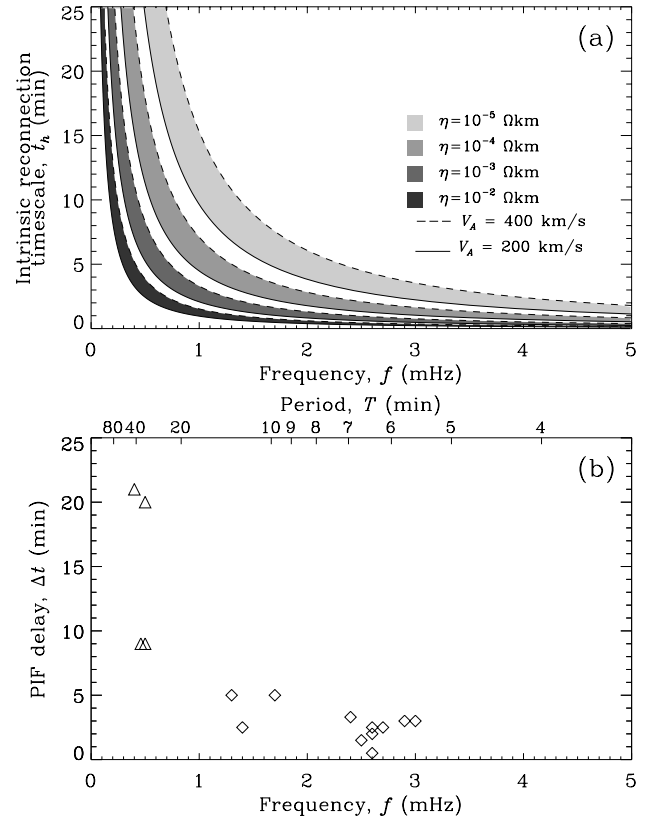 25
20
15
10
5
0
Intrinsic reconnection
timescale, t_h (min)
(a)
η=10⁻⁵ Ωkm
η=10⁻⁴ Ωkm
η=10⁻³ Ωkm
η=10⁻² Ωkm
V_A = 400 km/s
V_A = 200 km/s
0 1 2 3 4 5
Frequency, f (mHz)
Period, T (min)
80 40 20 10 9 8 7 6 5 4
25
20
15
10
5
0
PIF delay, Δt (min)
(b)
0 1 2 3 4 5
Frequency, f (mHz)